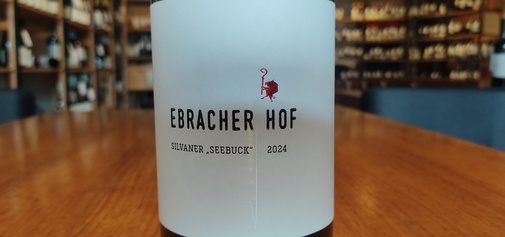 EBRACHER HOF
SILVANER „SEEBUCK“ 2024